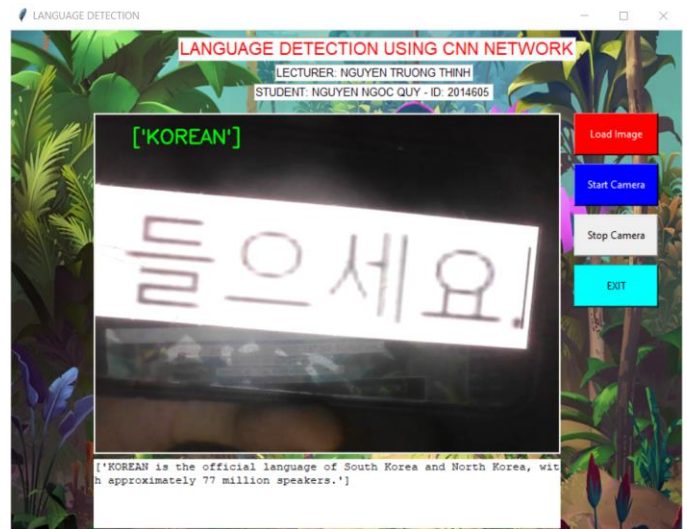 LANGUAGE DETECTION
LANGUAGE DETECTION USING CNN NETWORK
LECTURER: NGUYEN TRUONG THINH
STUDENT: NGUYEN NGOC QUY - ID: 2014605
['KOREAN']
들으세요.
Load Image
Start Camera
Stop Camera
EXIT
['KOREAN is the official language of South Korea and North Korea, wit
h approximately 77 million speakers.']